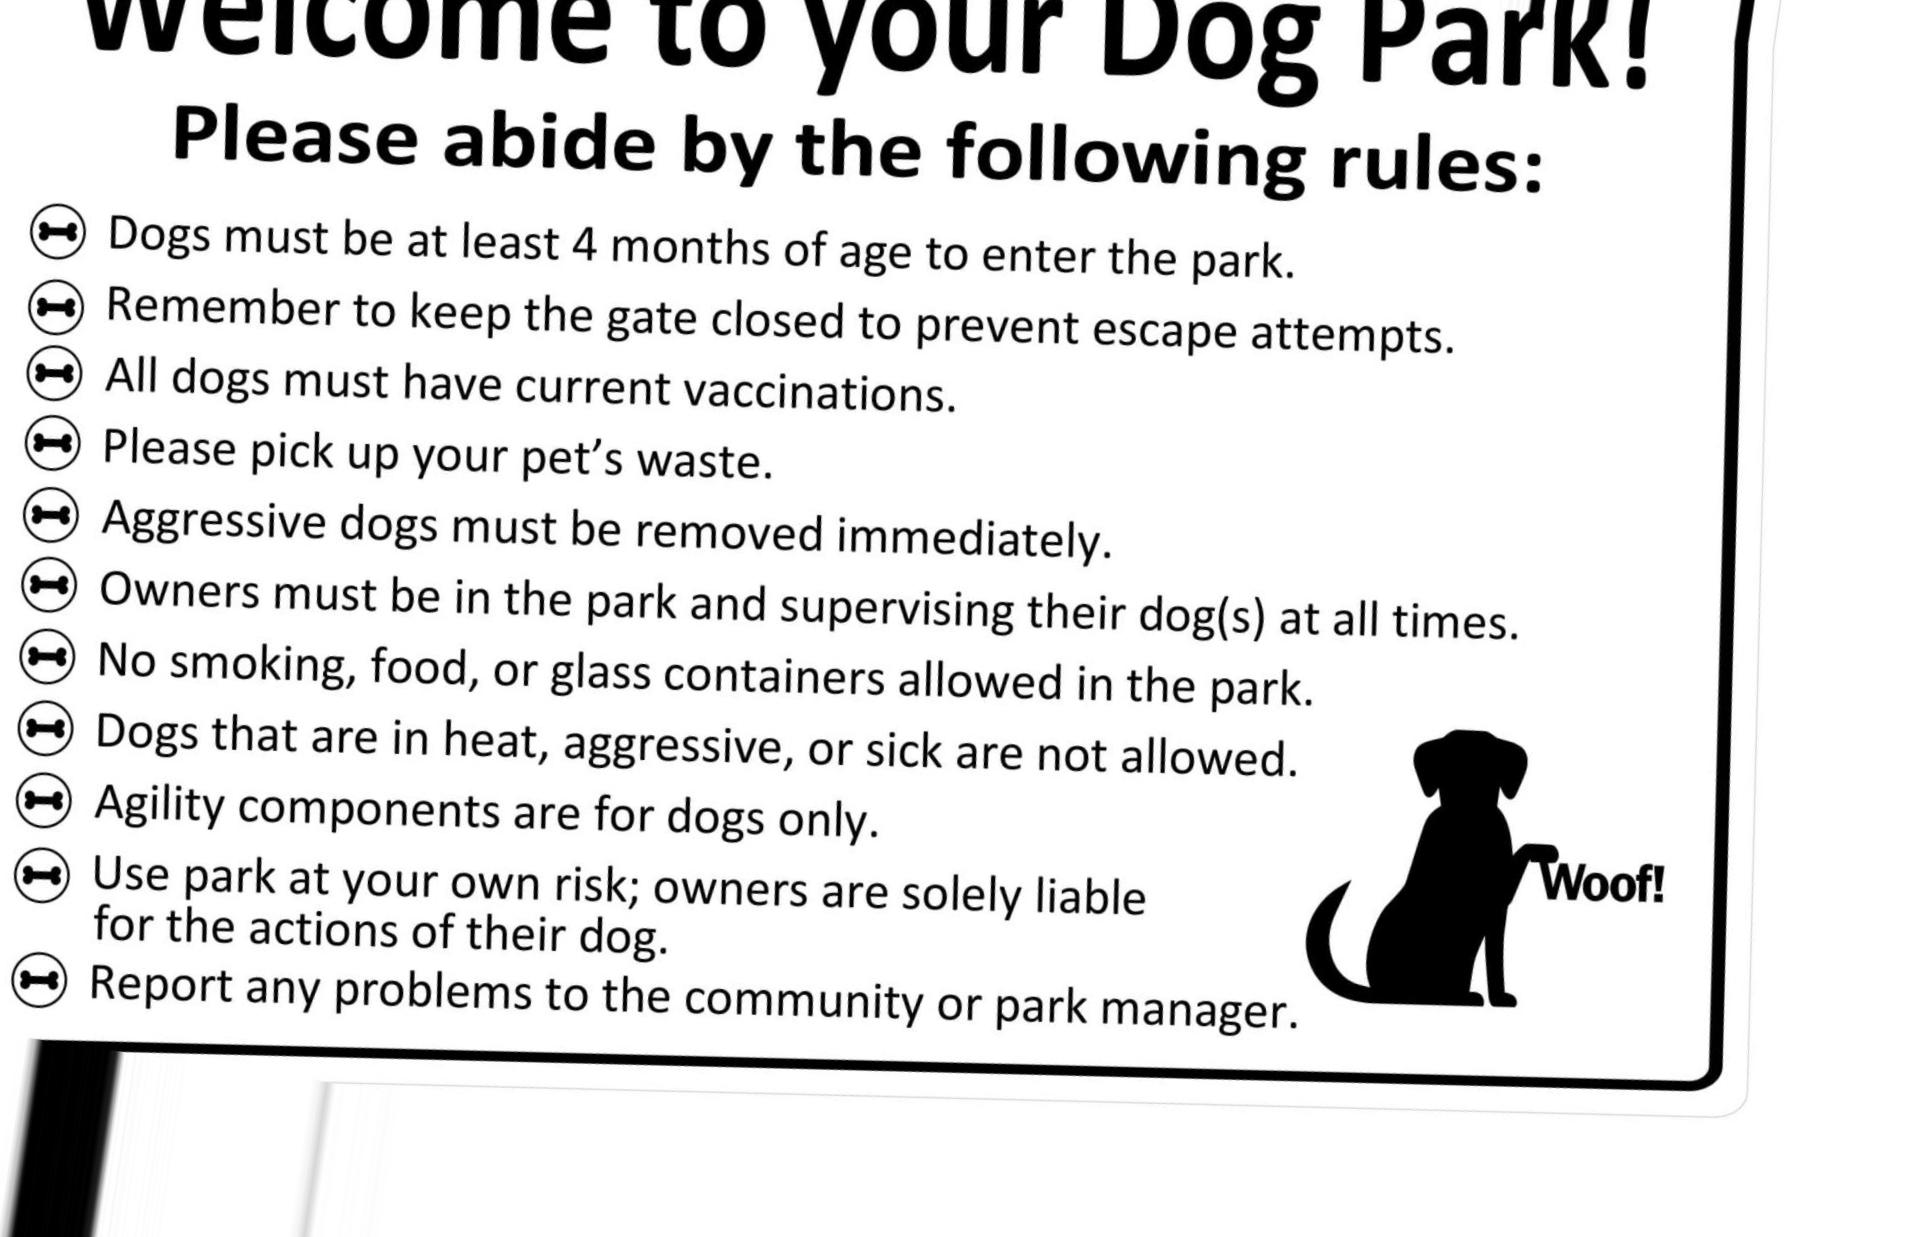 Welcome to your Dog Park!
Please abide by the following rules:
Dogs must be at least 4 months of age to enter the park.
Remember to keep the gate closed to prevent escape attempts.
All dogs must have current vaccinations.
Please pick up your pet’s waste.
Aggressive dogs must be removed immediately.
Owners must be in the park and supervising their dog(s) at all times.
No smoking, food, or glass containers allowed in the park.
Dogs that are in heat, aggressive, or sick are not allowed.
Agility components are for dogs only.
Use park at your own risk; owners are solely liable
for the actions of their dog.
Woof!
Report any problems to the community or park manager.